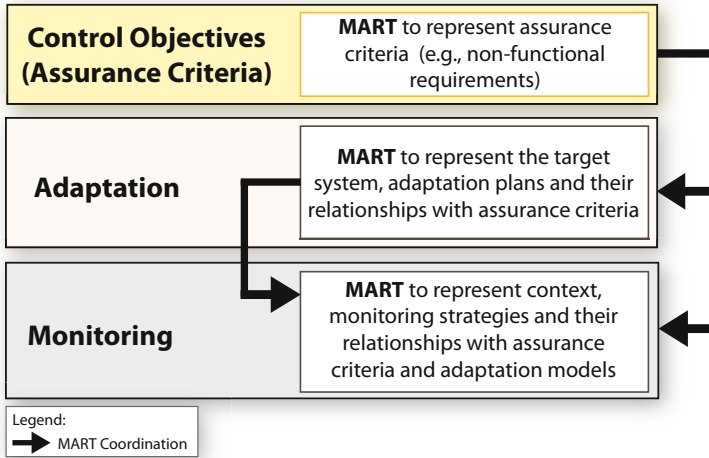 Control Objectives
(Assurance Criteria)
MART to represent assurance
criteria (e.g., non-functional
requirements)
Adaptation
MART to represent the target
system, adaptation plans and their
relationships with assurance criteria
Monitoring
MART to represent context,
monitoring strategies and their
relationships with assurance
criteria and adaptation models
Legend:
MART Coordination